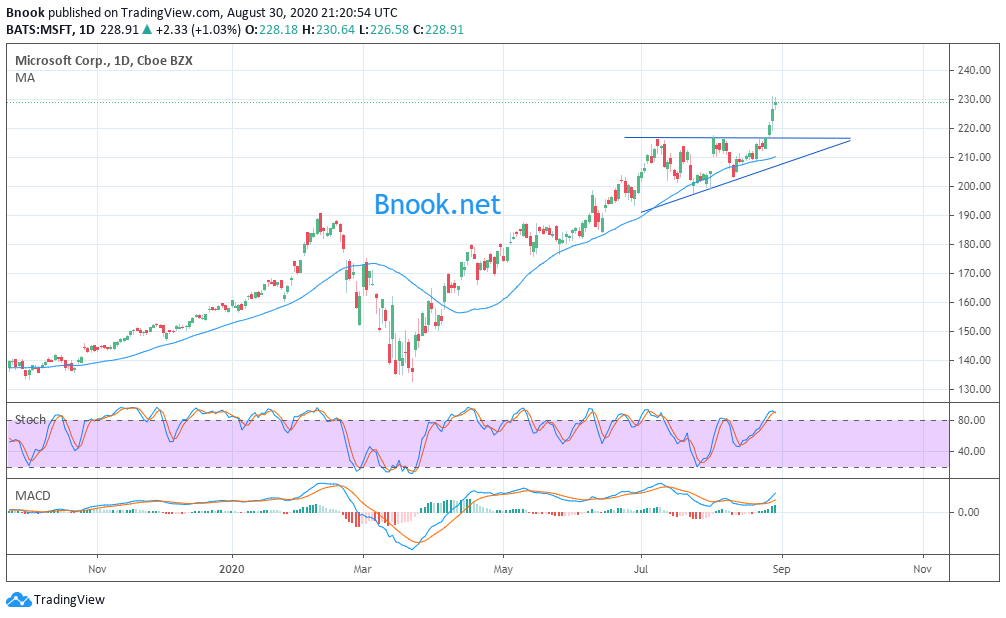 Bnook published on TradingView.com, August 30, 2020 21:20:54 UTC
BATS:MSFT, 1D 228.91 ▲ +2.33 (+1.03%) O:228.18 H:230.64 L:226.58 C:228.91
Microsoft Corp., 1D, Cboe BZX
MA
240.00
230.00
220.00
210.00
200.00
190.00
180.00
170.00
160.00
150.00
140.00
130.00
Bnook.net
Stoch
80.00
40.00
MACD
0.00
Nov 2020 Mar May Jul Sep Nov
TradingView